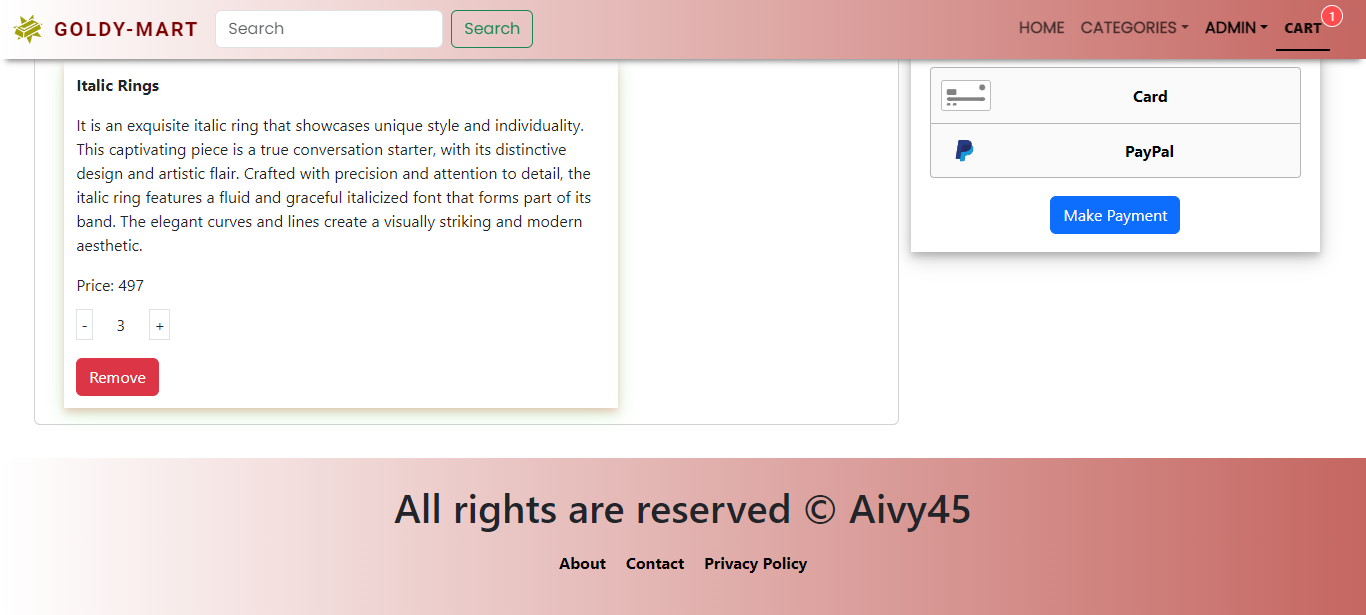 GOLDY-MART
Search
Search
HOME
CATEGORIES
ADMIN
CART
1
Italic Rings
It is an exquisite italic ring that showcases unique style and individuality.
This captivating piece is a true conversation starter, with its distinctive
design and artistic flair. Crafted with precision and attention to detail, the
italic ring features a fluid and graceful italicized font that forms part of its
band. The elegant curves and lines create a visually striking and modern
aesthetic.
Price: 497
- 3 +
Remove
Card
PayPal
Make Payment
All rights are reserved © Aivy45
About Contact Privacy Policy